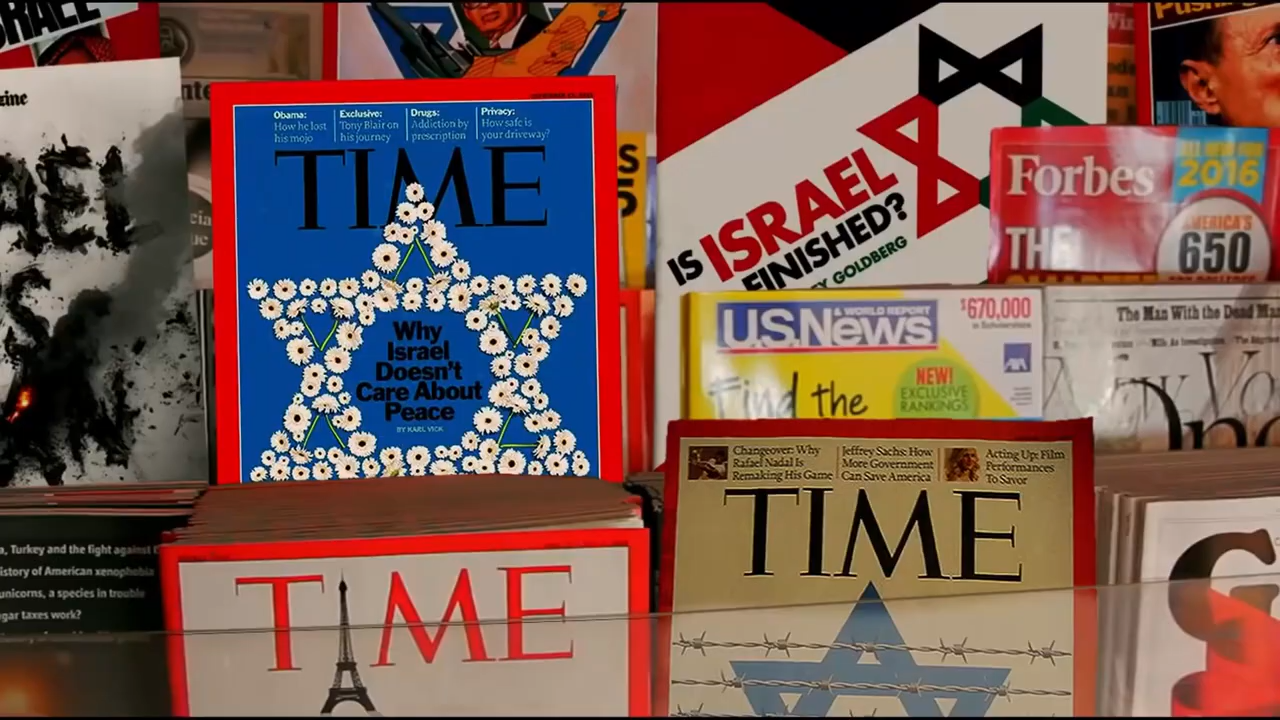 Obama:
How he lost
his mojo
Exclusive:
Tony Blair on
his journey
Drugs:
Addiction by
prescription
Privacy:
How safe is
your driveway?
TIME
Why
Israel
Doesn't
Care About
Peace
BY KARL VICK
IS ISRAEL
FINISHED?
GOLDBERG
Forbes
2016
THE
AMERICA'S
650
U.S.News
& WORLD REPORT
$670,000
in Scholarships
AXA
Find the
NEW!
EXCLUSIVE
RANKINGS
The Man With the Dead
Changeover: Why
Rafael Nadal Is
Remaking His Game
Jeffrey Sachs: How
More Government
Can Save America
Acting Up: Film
Performances
To Savor
TIME
Turkey and the fight against
istory of American xenophobia
unicorns, a species in trouble
gar taxes work?
TIME
G